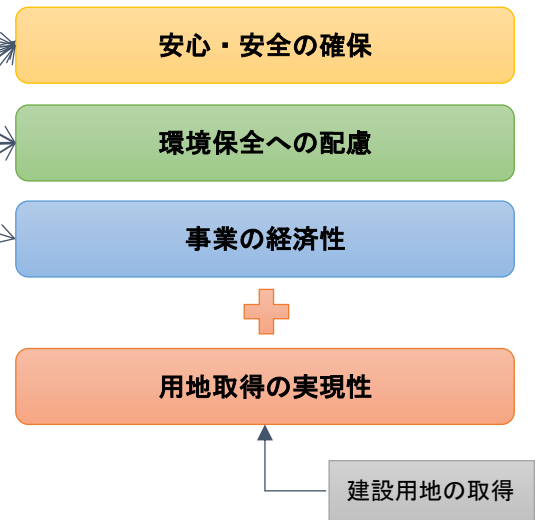 安心・安全の確保
環境保全への配慮
事業の経済性
用地取得の実現性
建設用地の取得